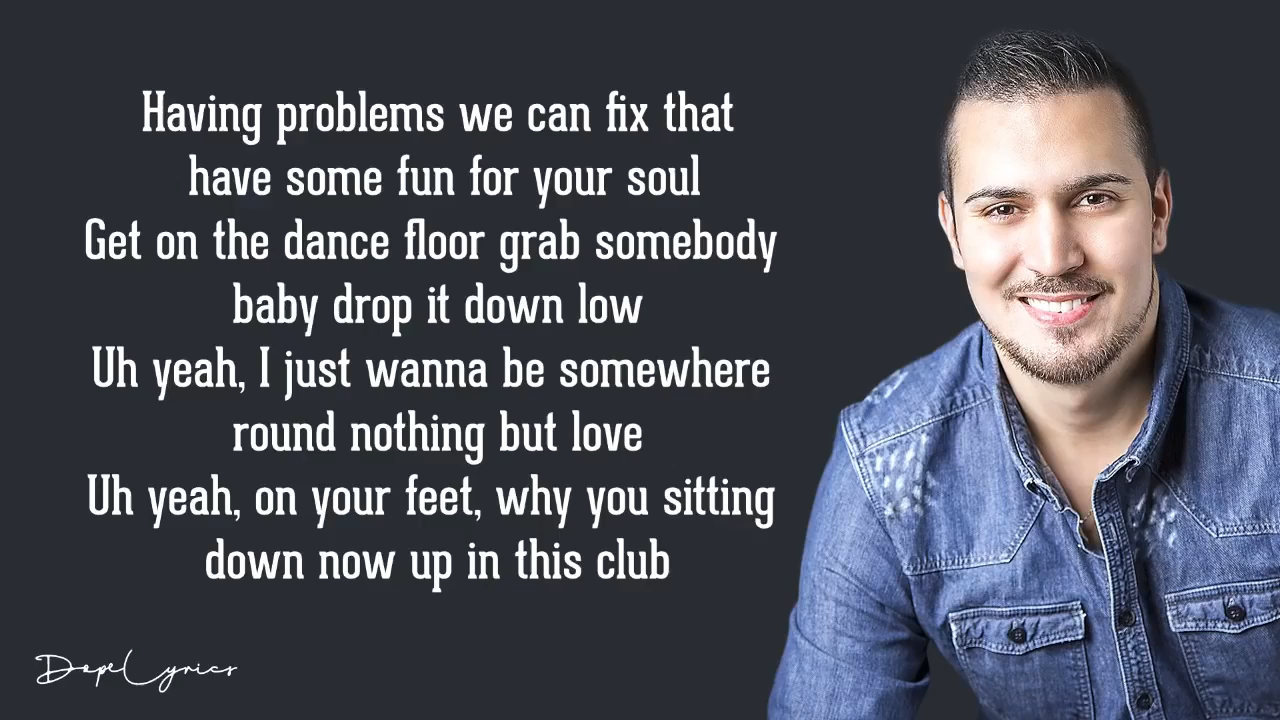 Having problems we can fix that
have some fun for your soul
Get on the dance floor grab somebody
baby drop it down low
Uh yeah, I just wanna be somewhere
round nothing but love
Uh yeah, on your feet, why you sitting
down now up in this club
DopeLyrics